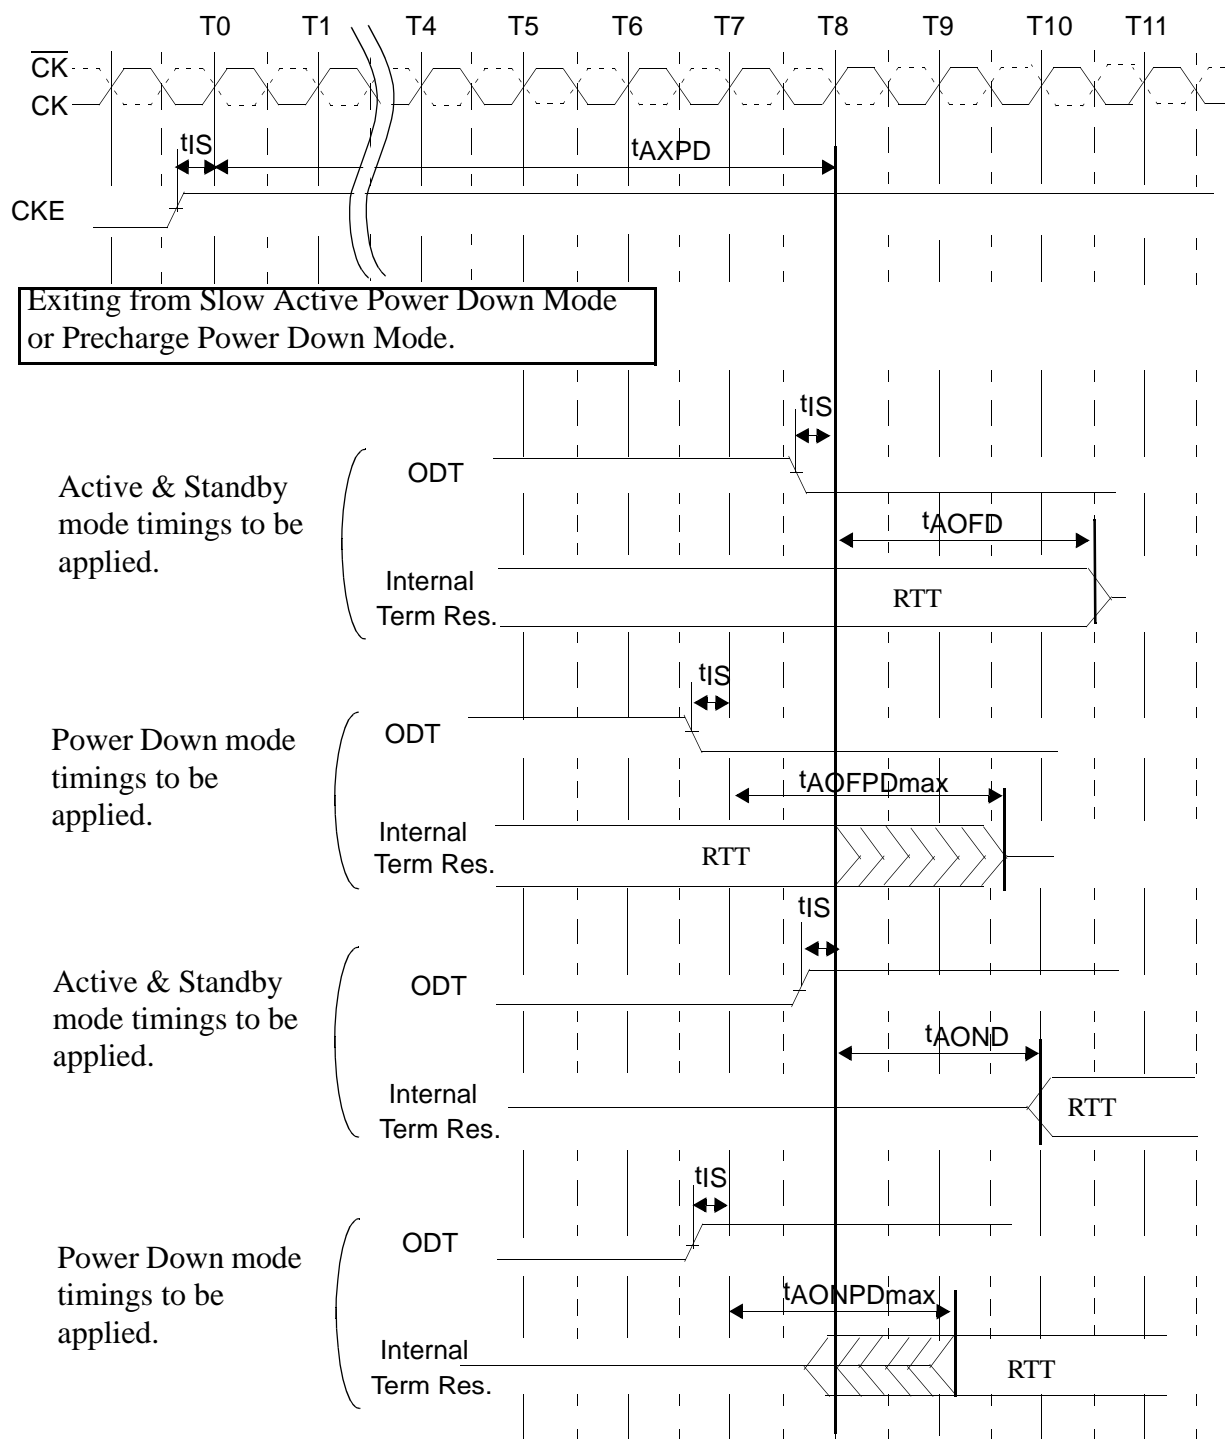 T0 T1 T4 T5 T6 T7 T8 T9 T10 T11
CK
CK
tIS
tAXPD
CKE
Exiting from Slow Active Power Down Mode
or Precharge Power Down Mode.
tIS
ODT
Active & Standby
mode timings to be
applied.
tAOFD
Internal
Term Res.
RTT
tIS
ODT
Power Down mode
timings to be
applied.
tAOFPDmax
Internal
Term Res.
RTT
tIS
ODT
Active & Standby
mode timings to be
applied.
tAOND
Internal
Term Res.
RTT
tIS
ODT
Power Down mode
timings to be
applied.
tAONPDmax
Internal
Term Res.
RTT